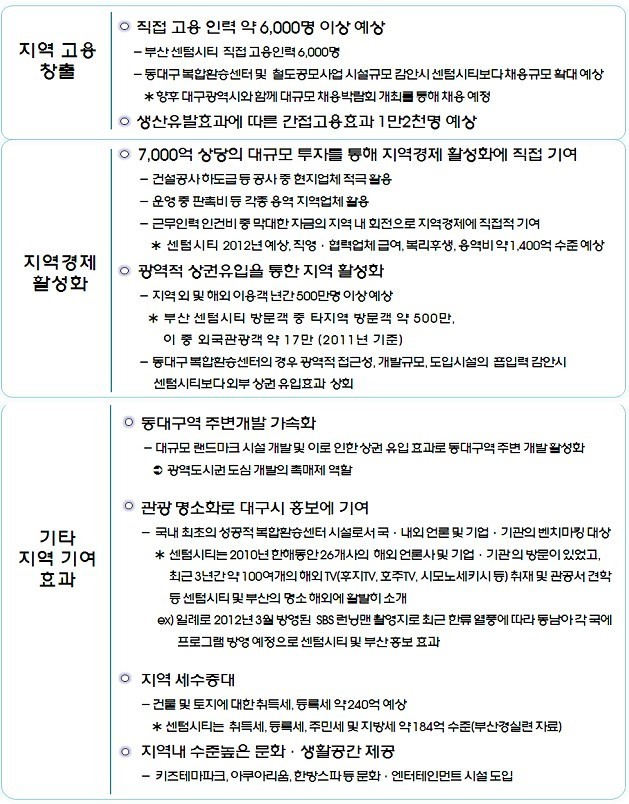 지역 고용
창출
직접 고용 인력 약 6,000명 이상 예상
– 부산 센텀시티 직접 고용인력 6,000명
– 동대구 복합환승센터 및 철도공모사업 시설규모 감안시 센텀시티보다 채용규모 확대 예상
＊향후 대구광역시와 함께 대규모 채용박람회 개최를 통해 채용 예정
생산유발효과에 따른 간접고용효과 1만2천명 예상
지역경제
활성화
7,000억 상당의 대규모 투자를 통해 지역경제 활성화에 직접 기여
– 건설공사 하도급 등 공사 중 현지업체 적극 활용
– 운영 중 판촉비 등 각종 용역 지역업체 활용
– 근무인력 인건비 중 막대한 자금의 지역 내 회전으로 지역경제에 직접적 기여
＊ 센텀시티 2012년 예상, 직영·협력업체 급여, 복리후생, 용역비 약 1,400억 수준 예상
광역적 상권유입을 통한 지역 활성화
– 지역 외 및 해외 이용객 년간 500만명 이상 예상
＊ 부산 센텀시티 방문객 중 타지역 방문객 약 500만,
이 중 외국관광객 약 17만 (2011년 기준)
– 동대구 복합환승센터의 경우 광역적 접근성, 개발규모, 도입시설의 흡입력 감안시
센텀시티보다 외부 상권 유입효과 상회
기타
지역 기여
효과
동대구역 주변개발 가속화
– 대규모 랜드마크 시설 개발 및 이로 인한 상권 유입 효과로 동대구역 주변 개발 활성화
➲ 광역도시권 도심 개발의 촉매제 역할
관광 명소화로 대구시 홍보에 기여
– 국내 최초의 성공적 복합환승센터 시설로서 국·내외 언론 및 기업·기관의 벤치마킹 대상
＊ 센텀시티는 2010년 한해동안 26개사의 해외 언론사 및 기업·기관의 방문이 있었고,
최근 3년간 약 100여개의 해외 TV(후지TV, 호주TV, 시모노세키시 등) 취재 및 관공서 견학
등 센텀시티 및 부산의 명소 해외에 활발히 소개
ex) 일례로 2012년 3월 방영된 SBS 런닝맨 촬영지로 최근 한류 열풍에 따라 동남아 각 국에
프로그램 방영 예정으로 센텀시티 및 부산 홍보 효과
지역 세수증대
– 건물 및 토지에 대한 취득세, 등록세 약 240억 예상
＊ 센텀시티는 취득세, 등록세, 주민세 및 지방세 약 184억 수준(부산경실련 자료)
지역내 수준높은 문화·생활공간 제공
– 키즈테마파크, 아쿠아리움, 한방스파 등 문화·엔터테인먼트 시설 도입